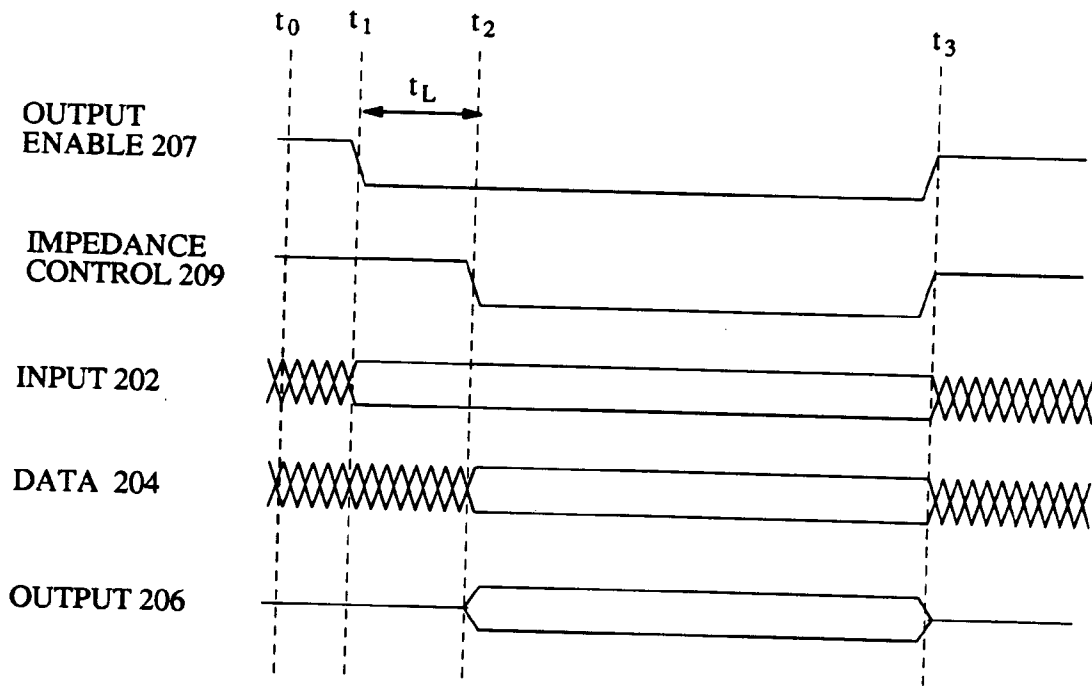 t0 t1 t2 t3
tL
OUTPUT
ENABLE 207
IMPEDANCE
CONTROL 209
INPUT 202
DATA 204
OUTPUT 206